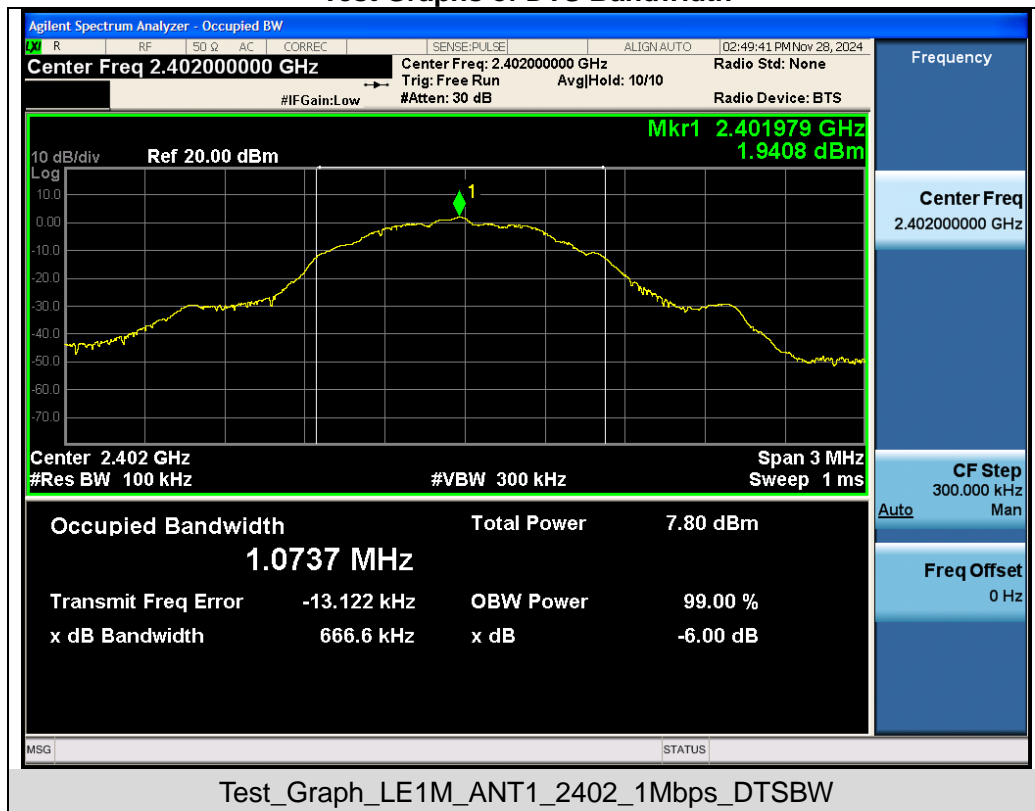 Test Graphs of DTS Bandwidth
Agilent Spectrum Analyzer - Occupied BW
LXI R RF 50 Ω AC CORREC SENSE:PULSE ALIGN AUTO 02:49:41 PM Nov 28, 2024
Center Freq 2.402000000 GHz
Center Freq: 2.402000000 GHz
Radio Std: None
Trig: Free Run
Avg|Hold: 10/10
#IFGain:Low
#Atten: 30 dB
Radio Device: BTS
Mkr1 2.401979 GHz
1.9408 dBm
10 dB/div Ref 20.00 dBm
Log
10.0
0.00
-10.0
-20.0
-30.0
-40.0
-50.0
-60.0
-70.0
1
Center 2.402 GHz
Span 3 MHz
#Res BW 100 kHz
#VBW 300 kHz
Sweep 1 ms
Occupied Bandwidth
1.0737 MHz
Total Power 7.80 dBm
Transmit Freq Error -13.122 kHz
OBW Power 99.00 %
x dB Bandwidth 666.6 kHz
x dB -6.00 dB
Frequency
Center Freq
2.402000000 GHz
CF Step
300.000 kHz
Auto Man
Freq Offset
0 Hz
MSG STATUS
Test_Graph_LE1M_ANT1_2402_1Mbps_DTSBW